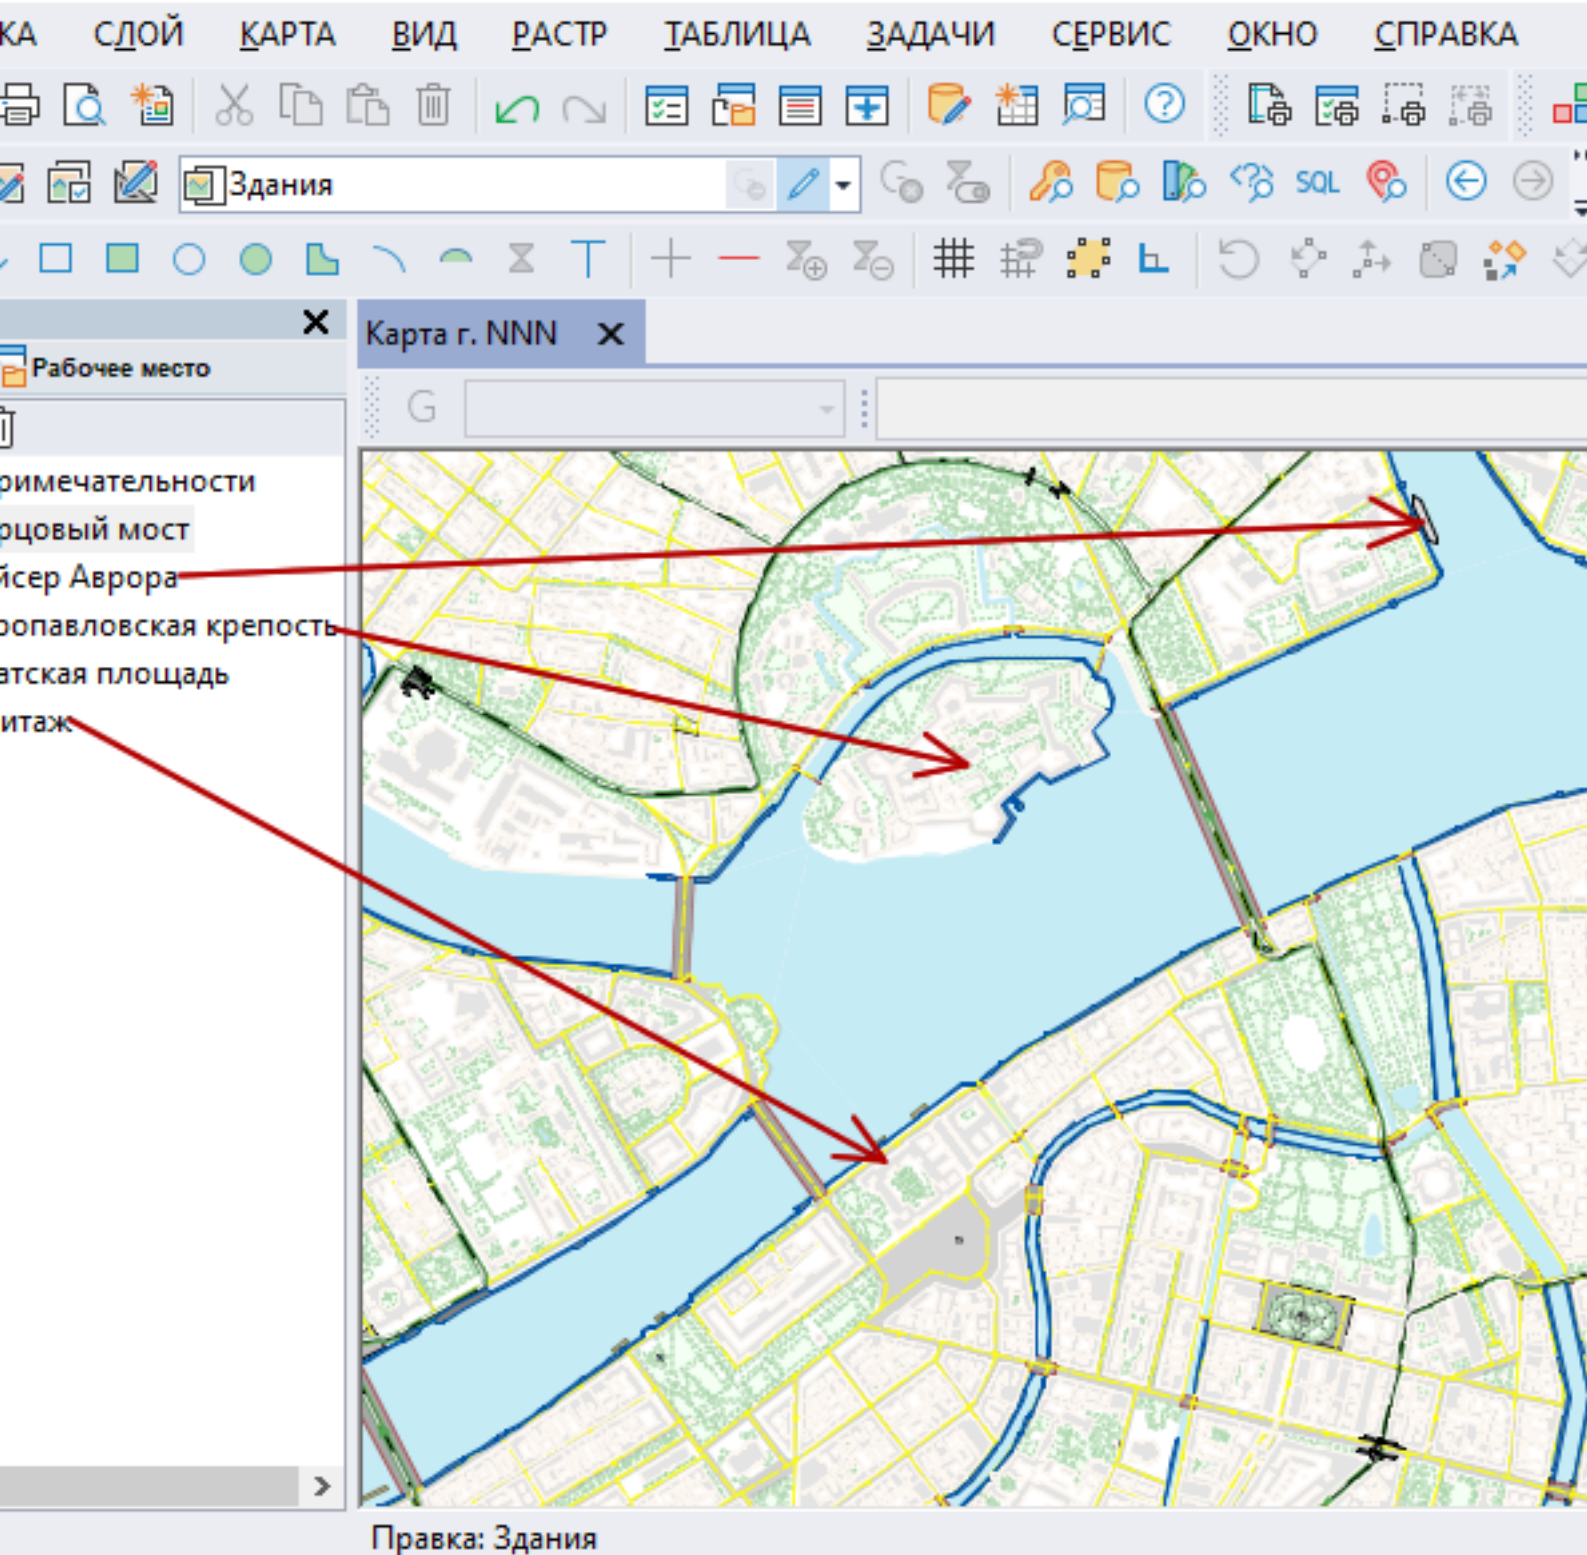 КА СЛОЙ КАРТА ВИД РАСТР ТАБЛИЦА ЗАДАЧИ СЕРВИС ОКНО СПРАВКА
Здания SQL
Карта г. NNN
Рабочее место
G
римечательности
рцовый мост
йсер Аврора
ропавловская крепость
атская площадь
итаж
Правка: Здания